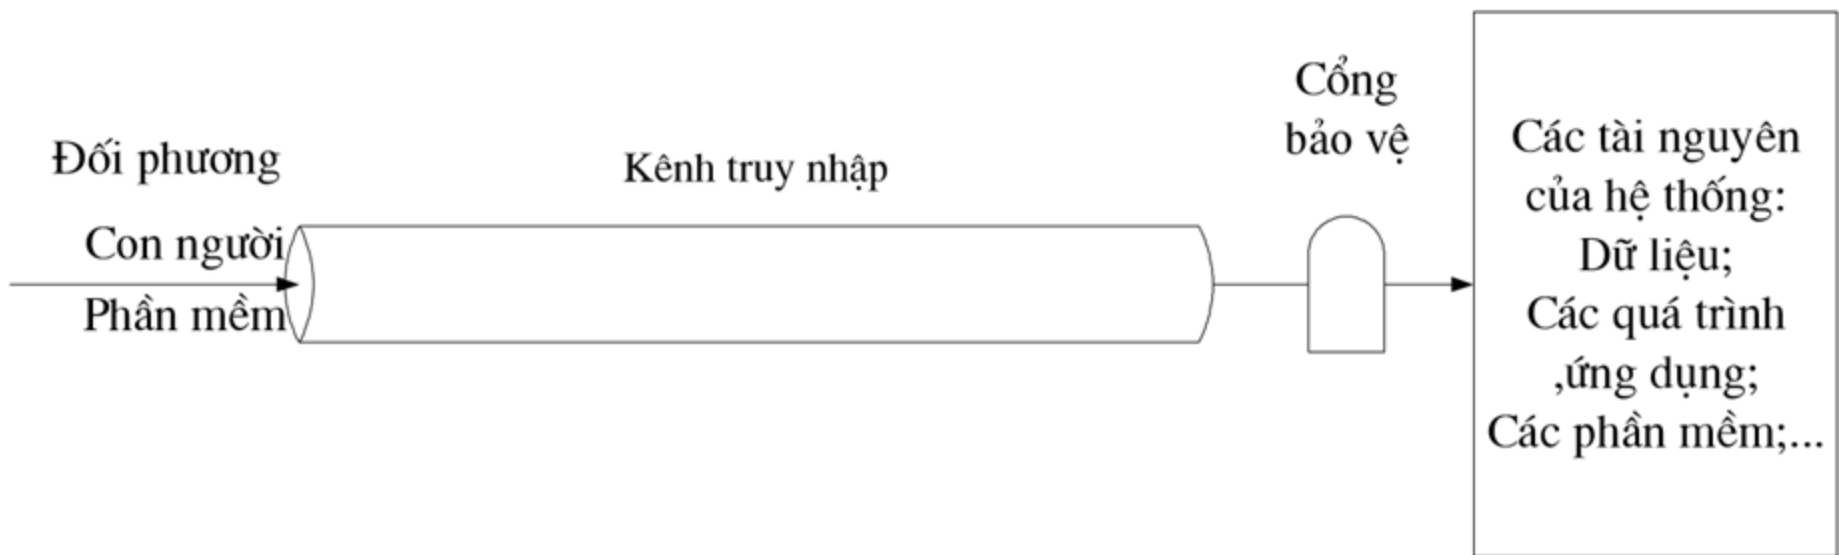 Đối phương
Con người
Phần mềm
Kênh truy nhập
Cổng
bảo vệ
Các tài nguyên
của hệ thống:
Dữ liệu;
Các quá trình
,ứng dụng;
Các phần mềm;...